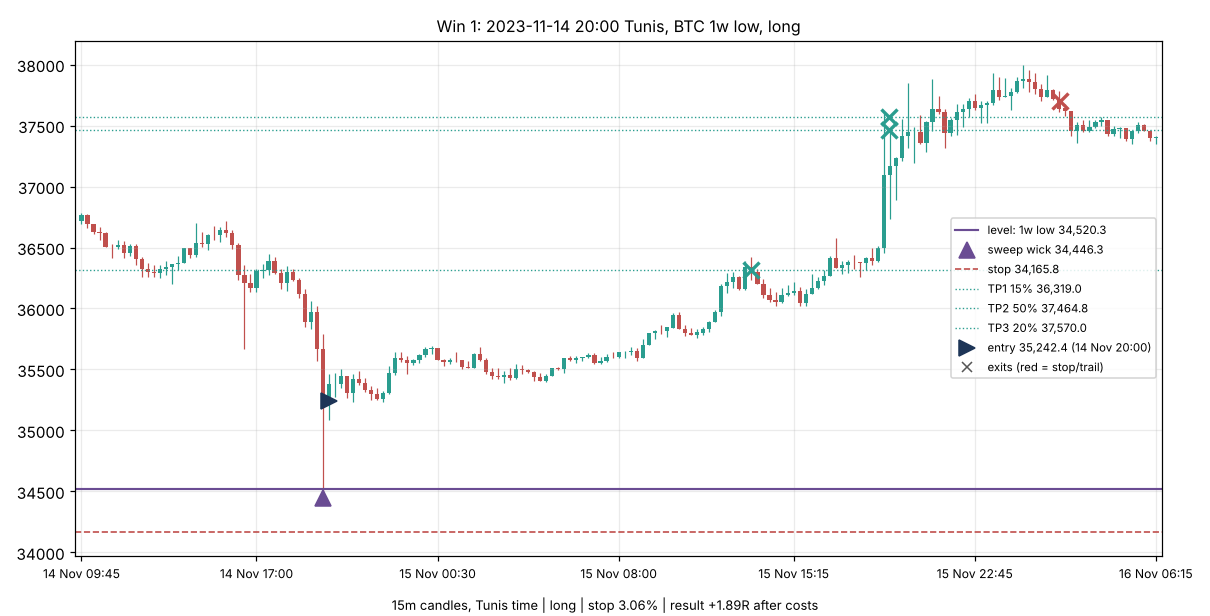 Win 1: 2023-11-14 20:00 Tunis, BTC 1w low, long
38000
37500
37000
36500
36000
35500
35000
34500
34000
level: 1w low 34,520.3
sweep wick 34,446.3
stop 34,165.8
TP1 15% 36,319.0
TP2 50% 37,464.8
TP3 20% 37,570.0
entry 35,242.4 (14 Nov 20:00)
exits (red = stop/trail)
14 Nov 09:45 14 Nov 17:00 15 Nov 00:30 15 Nov 08:00 15 Nov 15:15 15 Nov 22:45 16 Nov 06:15
15m candles, Tunis time | long | stop 3.06% | result +1.89R after costs